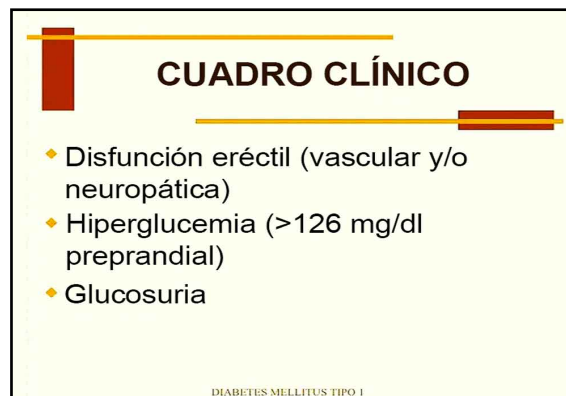 CUADRO CLÍNICO
Disfunción eréctil (vascular y/o
neuropática)
Hiperglucemia (>126 mg/dl
preprandial)
Glucosuria
DIABETES MELLITUS TIPO 1